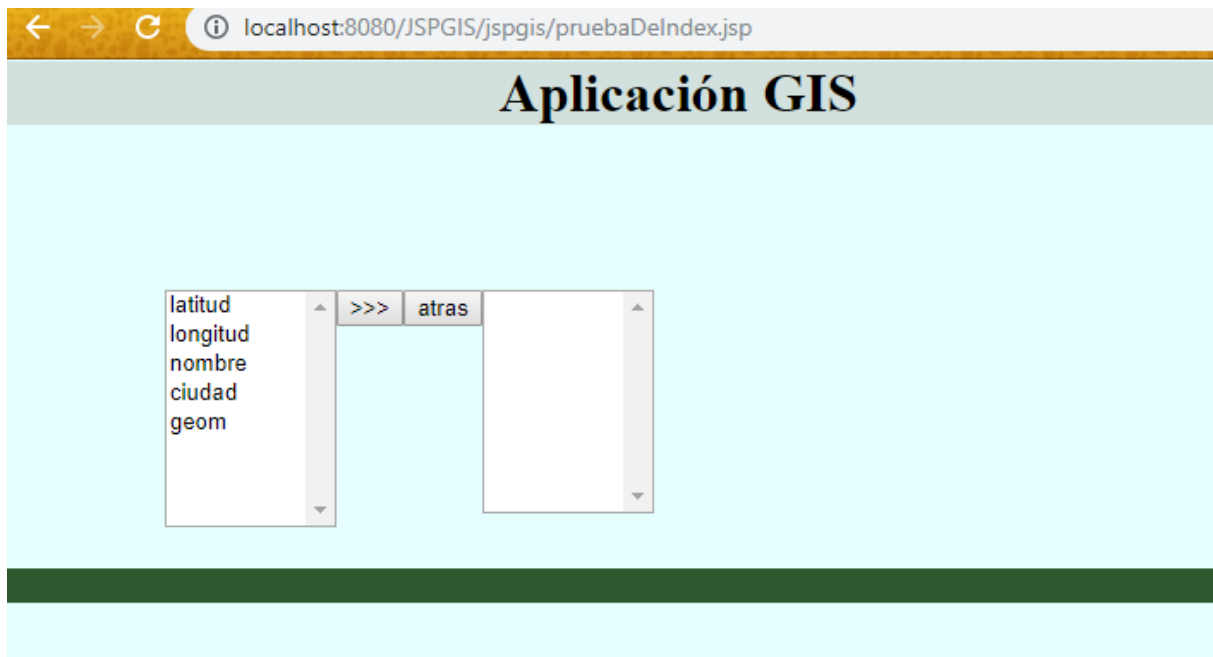 localhost:8080/JSPGIS/jspgis/pruebaDeIndex.jsp
Aplicación GIS
latitud
longitud
nombre
ciudad
geom
>>>
atras